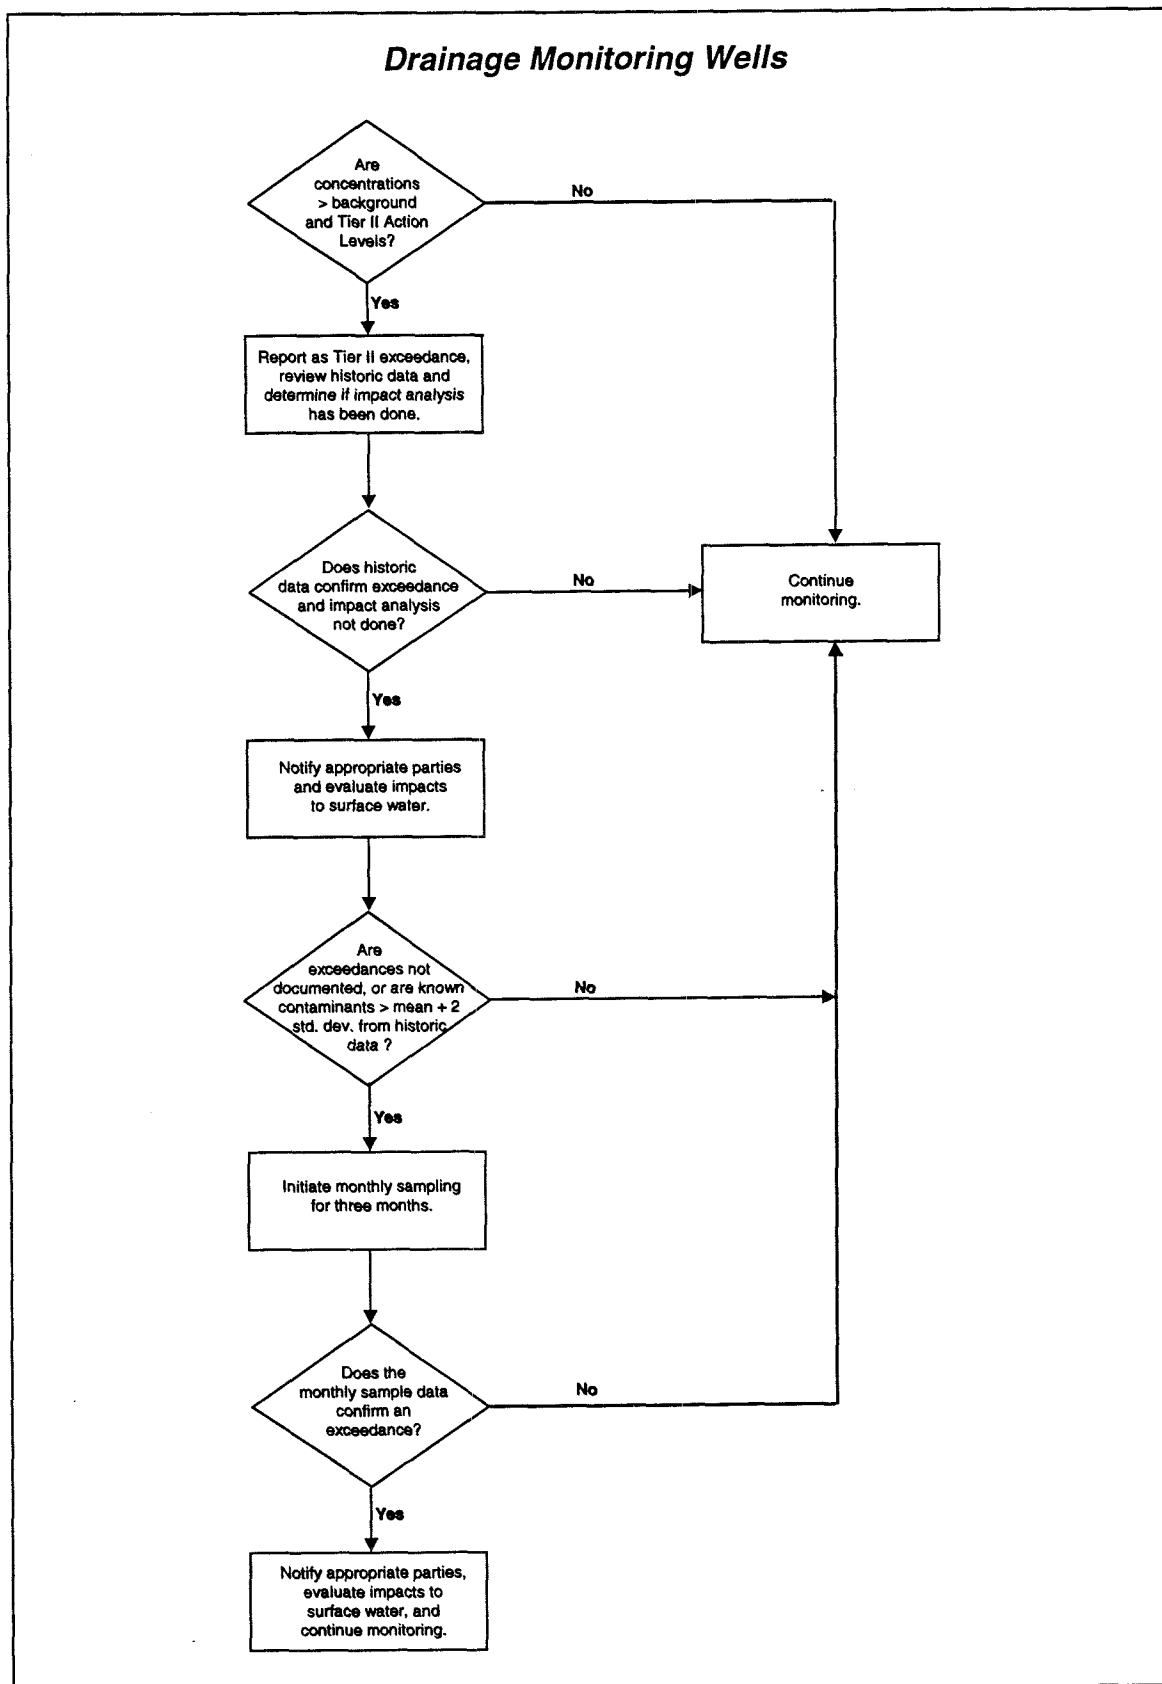 Drainage Monitoring Wells
Are
concentrations
> background
and Tier II Action
Levels?
No
Yes
Report as Tier II exceedance,
review historic data and
determine if impact analysis
has been done.
Does historic
data confirm exceedance
and impact analysis
not done?
No
Continue
monitoring.
Yes
Notify appropriate parties
and evaluate impacts
to surface water.
Are
exceedances not
documented, or are known
contaminants > mean + 2
std. dev. from historic
data ?
No
Yes
Initiate monthly sampling
for three months.
Does the
monthly sample data
confirm an
exceedance?
No
Yes
Notify appropriate parties,
evaluate impacts to
surface water, and
continue monitoring.